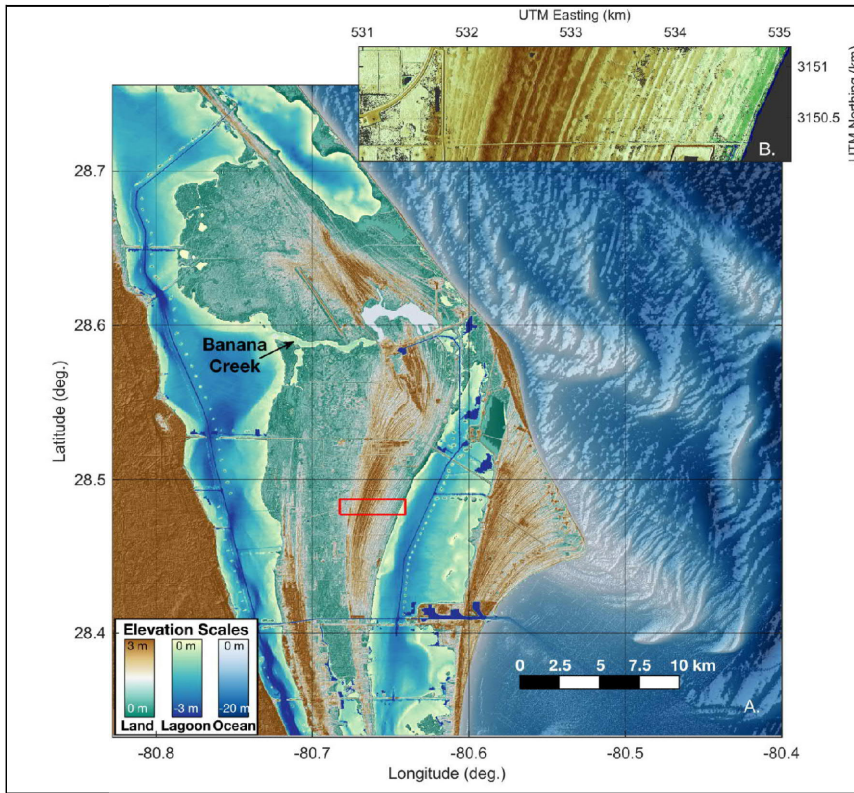 UTM Easting (km)
531 532 533 534 535
3151
3150.5
UTM Northing (km)
B.
28.7
28.6
28.5
28.4
Latitude (deg.)
Banana
Creek
Elevation Scales
3 m 0 m 0 m
0 m -3 m -20 m
Land Lagoon Ocean
0 2.5 5 7.5 10 km
A.
-80.8 -80.7 -80.6 -80.5 -80.4
Longitude (deg.)